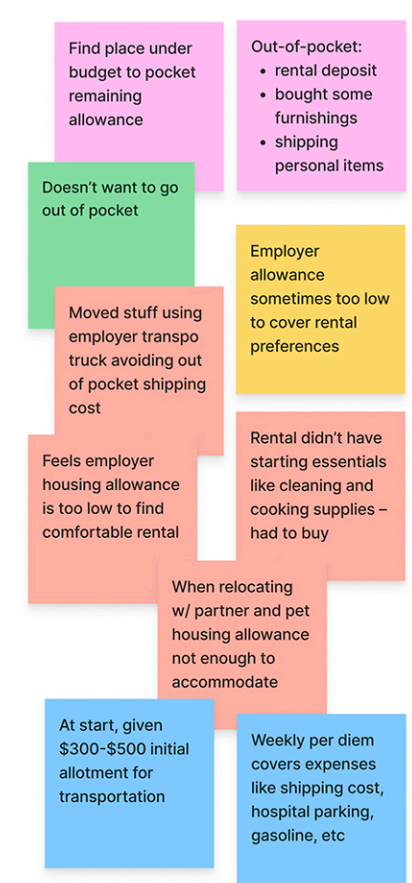 Find place under
budget to pocket
remaining
allowance
Out-of-pocket:
• rental deposit
• bought some
furnishings
• shipping
personal items
Doesn’t want to go
out of pocket
Employer
allowance
sometimes too low
to cover rental
preferences
Moved stuff using
employer transpo
truck avoiding out
of pocket shipping
cost
Rental didn’t have
starting essentials
like cleaning and
cooking supplies –
had to buy
Feels employer
housing allowance
is too low to find
comfortable rental
When relocating
w/ partner and pet
housing allowance
not enough to
accommodate
At start, given
$300-$500 initial
allotment for
transportation
Weekly per diem
covers expenses
like shipping cost,
hospital parking,
gasoline, etc